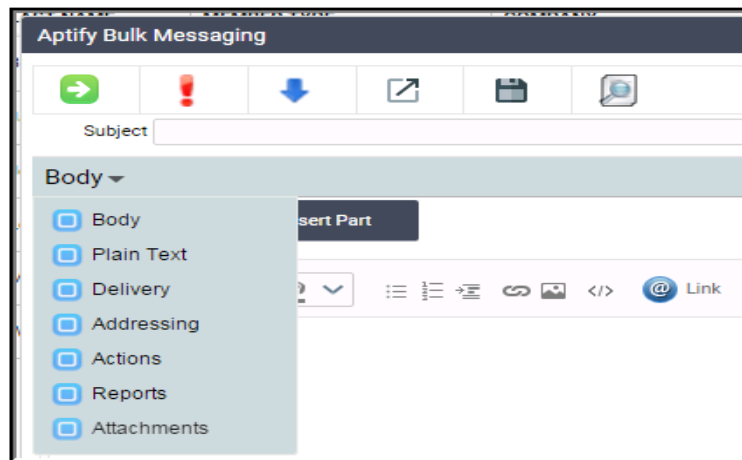 Aptify Bulk Messaging
Subject
Body
Body
Plain Text
Delivery
Addressing
Actions
Reports
Attachments
sert Part
Link